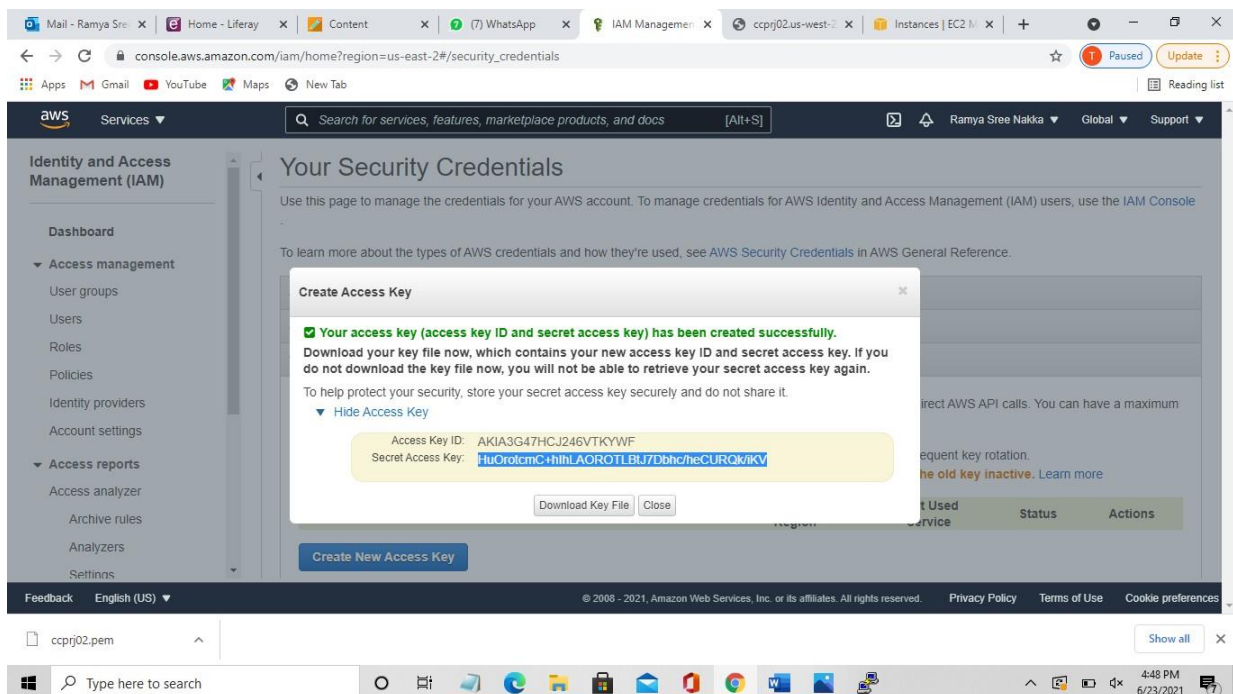 Mail - Ramya Sre
Home - Liferay
Content
(7) WhatsApp
IAM Managemen
ccprj02.us-west-2
Instances | EC2 M
console.aws.amazon.com/iam/home?region=us-east-2#/security_credentials
T Paused Update
Apps Gmail YouTube Maps New Tab Reading list
aws Services ▼ Search for services, features, marketplace products, and docs [Alt+S] Ramya Sree Nakka ▼ Global ▼ Support ▼
Identity and Access
Management (IAM)
Dashboard
Access management
User groups
Users
Roles
Policies
Identity providers
Account settings
Access reports
Access analyzer
Archive rules
Analyzers
Settings
Your Security Credentials
Use this page to manage the credentials for your AWS account. To manage credentials for AWS Identity and Access Management (IAM) users, use the IAM Console
.
To learn more about the types of AWS credentials and how they're used, see AWS Security Credentials in AWS General Reference.
Create Access Key
Your access key (access key ID and secret access key) has been created successfully.
Download your key file now, which contains your new access key ID and secret access key. If you
do not download the key file now, you will not be able to retrieve your secret access key again.
To help protect your security, store your secret access key securely and do not share it.
Hide Access Key
Access Key ID: AKIA3G47HCJ246VTKYWF
Secret Access Key:
Download Key File Close
irect AWS API calls. You can have a maximum
equent key rotation.
he old key inactive. Learn more
Region
t Used
ervice
Status Actions
Create New Access Key
Feedback English (US) ▼ © 2008 - 2021, Amazon Web Services, Inc. or its affiliates. All rights reserved. Privacy Policy Terms of Use Cookie preferences
ccprj02.pem Show all
Type here to search
4:48 PM
6/23/2021